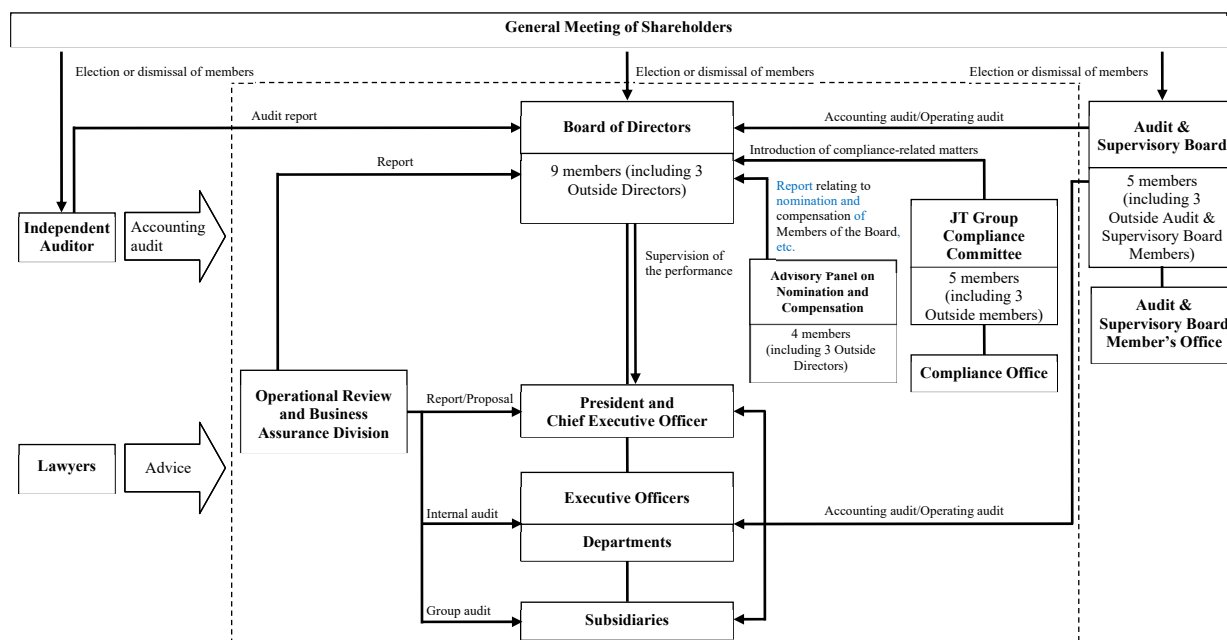 General Meeting of Shareholders
Election or dismissal of members
Election or dismissal of members
Election or dismissal of members
Audit report
Board of Directors
Accounting audit/Operating audit
Audit &
Supervisory Board
Report
9 members (including 3
Outside Directors)
Introduction of compliance-related matters
5 members
(including 3
Outside Audit &
Supervisory Board
Members)
Report relating to
nomination and
compensation of
Members of the Board,
etc.
Independent
Auditor
Accounting
audit
JT Group
Compliance
Committee
5 members
(including 3
Outside members)
Supervision of
the performance
Advisory Panel on
Nomination and
Compensation
4 members
(including 3 Outside
Directors)
Audit &
Supervisory Board
Member's Office
Compliance Office
Operational Review
and Business
Assurance Division
Report/Proposal
President and
Chief Executive Officer
Lawyers
Advice
Executive Officers
Internal audit
Accounting audit/Operating audit
Departments
Group audit
Subsidiaries